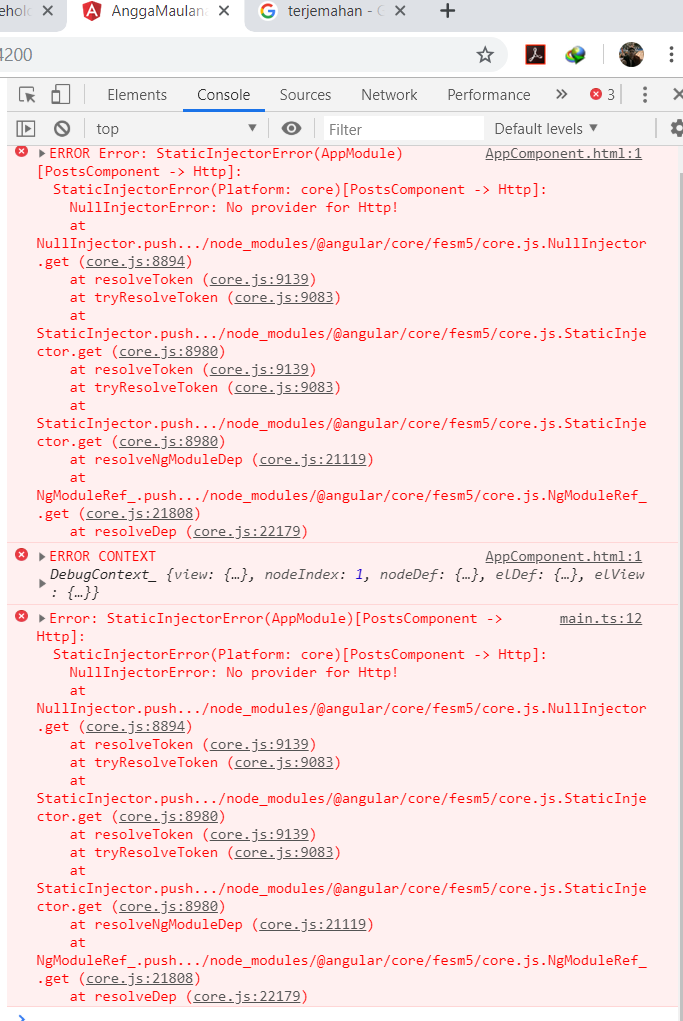 ehold
AnggaMaulana
terjemahan - G
4200
Elements Console Sources Network Performance 3
top Filter Default levels
ERROR Error: StaticInjectorError(AppModule) AppComponent.html:1
[PostsComponent -> Http]:
StaticInjectorError(Platform: core)[PostsComponent -> Http]:
NullInjectorError: No provider for Http!
at
NullInjector.push.../node_modules/@angular/core/fesm5/core.js.NullInjector
.get (core.js:8894)
at resolveToken (core.js:9139)
at tryResolveToken (core.js:9083)
at
StaticInjector.push.../node_modules/@angular/core/fesm5/core.js.StaticInje
ctor.get (core.js:8980)
at resolveToken (core.js:9139)
at tryResolveToken (core.js:9083)
at
StaticInjector.push.../node_modules/@angular/core/fesm5/core.js.StaticInje
ctor.get (core.js:8980)
at resolveNgModuleDep (core.js:21119)
at
NgModuleRef_.push.../node_modules/@angular/core/fesm5/core.js.NgModuleRef_
.get (core.js:21808)
at resolveDep (core.js:22179)
ERROR CONTEXT AppComponent.html:1
DebugContext_ {view: {…}, nodeIndex: 1, nodeDef: {…}, elDef: {…}, elView
: {…}}
Error: StaticInjectorError(AppModule)[PostsComponent -> main.ts:12
Http]:
StaticInjectorError(Platform: core)[PostsComponent -> Http]:
NullInjectorError: No provider for Http!
at
NullInjector.push.../node_modules/@angular/core/fesm5/core.js.NullInjector
.get (core.js:8894)
at resolveToken (core.js:9139)
at tryResolveToken (core.js:9083)
at
StaticInjector.push.../node_modules/@angular/core/fesm5/core.js.StaticInje
ctor.get (core.js:8980)
at resolveToken (core.js:9139)
at tryResolveToken (core.js:9083)
at
StaticInjector.push.../node_modules/@angular/core/fesm5/core.js.StaticInje
ctor.get (core.js:8980)
at resolveNgModuleDep (core.js:21119)
at
NgModuleRef_.push.../node_modules/@angular/core/fesm5/core.js.NgModuleRef_
.get (core.js:21808)
at resolveDep (core.js:22179)